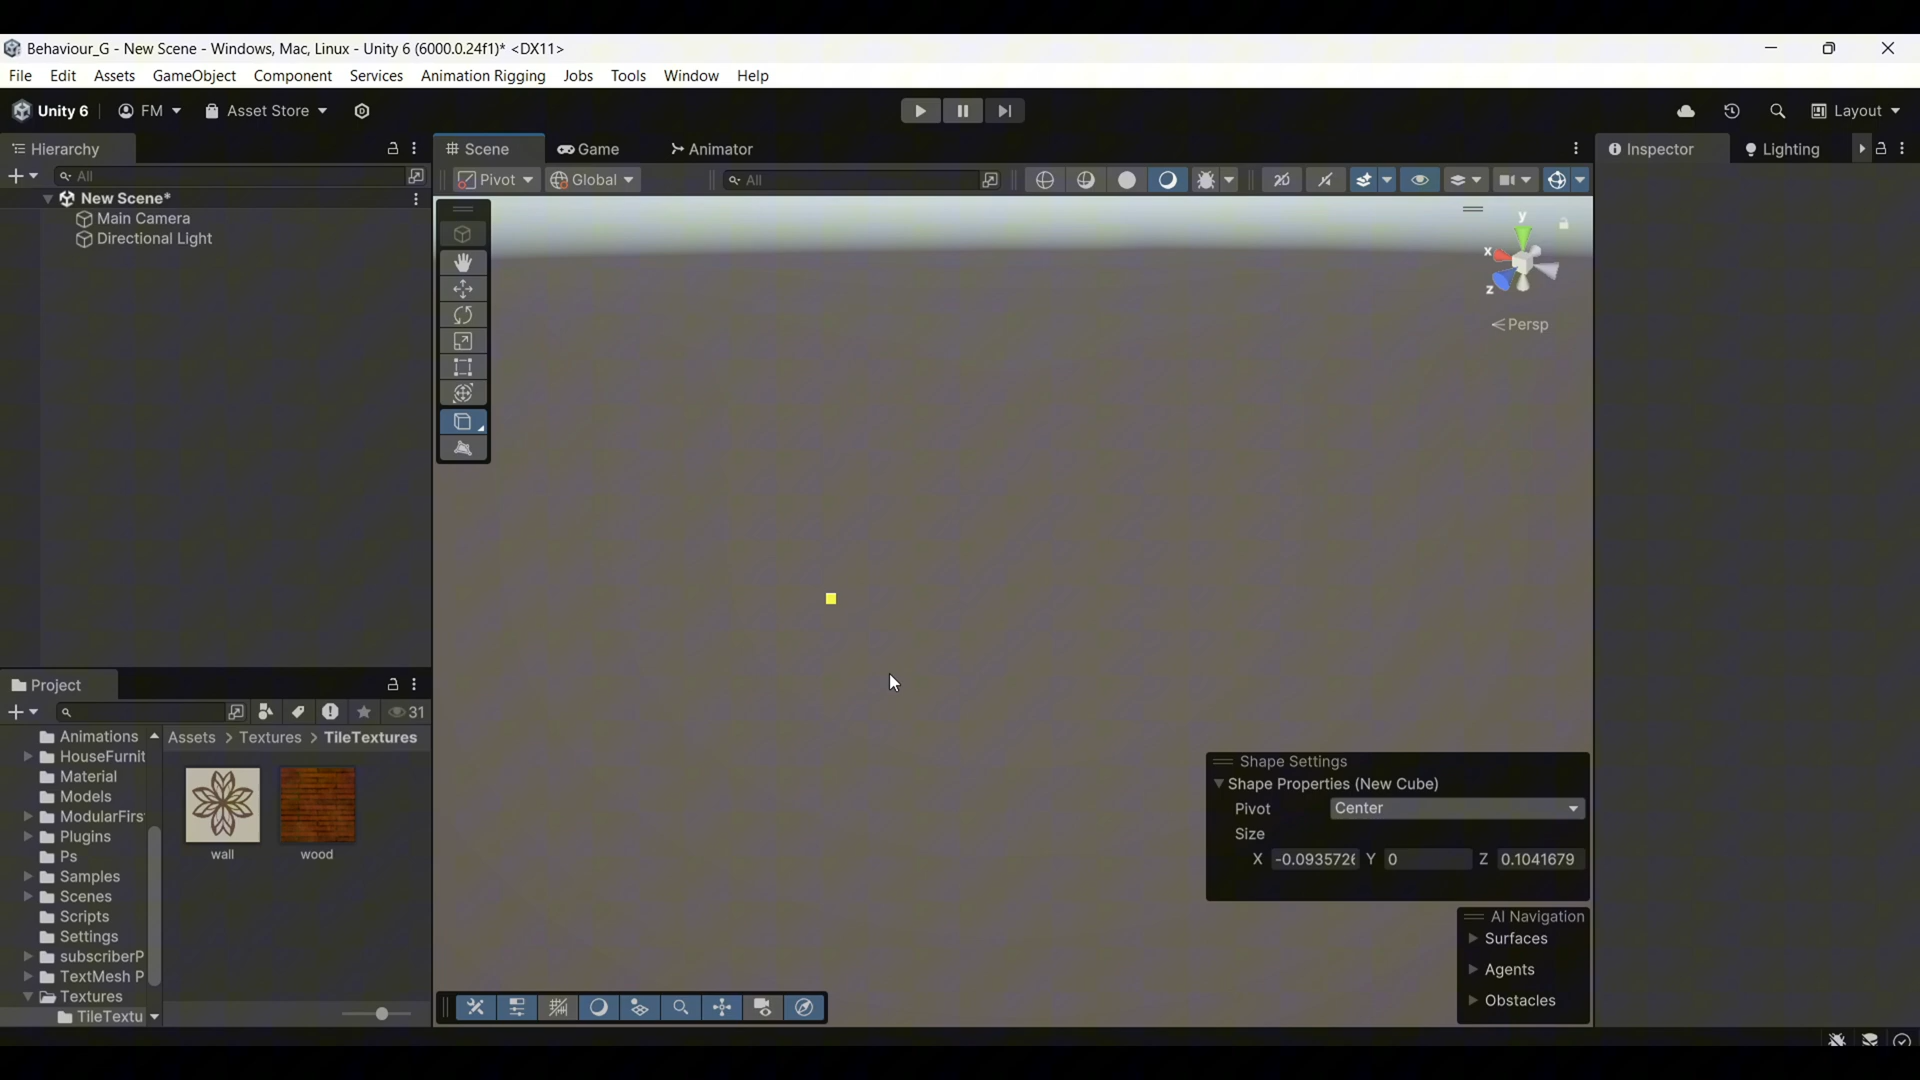 Behaviour_G - New Scene - Windows, Mac, Linux - Unity 6 (6000.0.24f1)* <DX11>
File Edit Assets GameObject Component Services Animation Rigging Jobs Tools Window Help
Unity 6 FM Asset Store Layout
Hierarchy
All
New Scene*
Main Camera
Directional Light
Scene Game Animator
Pivot Global All 2D
y
x
z
Persp
Inspector Lighting
Project
31
Animations
HouseFurnit
Material
Models
ModularFirs
Plugins
Ps
Samples
Scenes
Scripts
Settings
subscriberP
TextMesh P
Textures
TileTextu
Assets > Textures > TileTextures
wall wood
Shape Settings
Shape Properties (New Cube)
Pivot Center
Size
X -0.0935726 Y 0 Z 0.1041679
AI Navigation
Surfaces
Agents
Obstacles